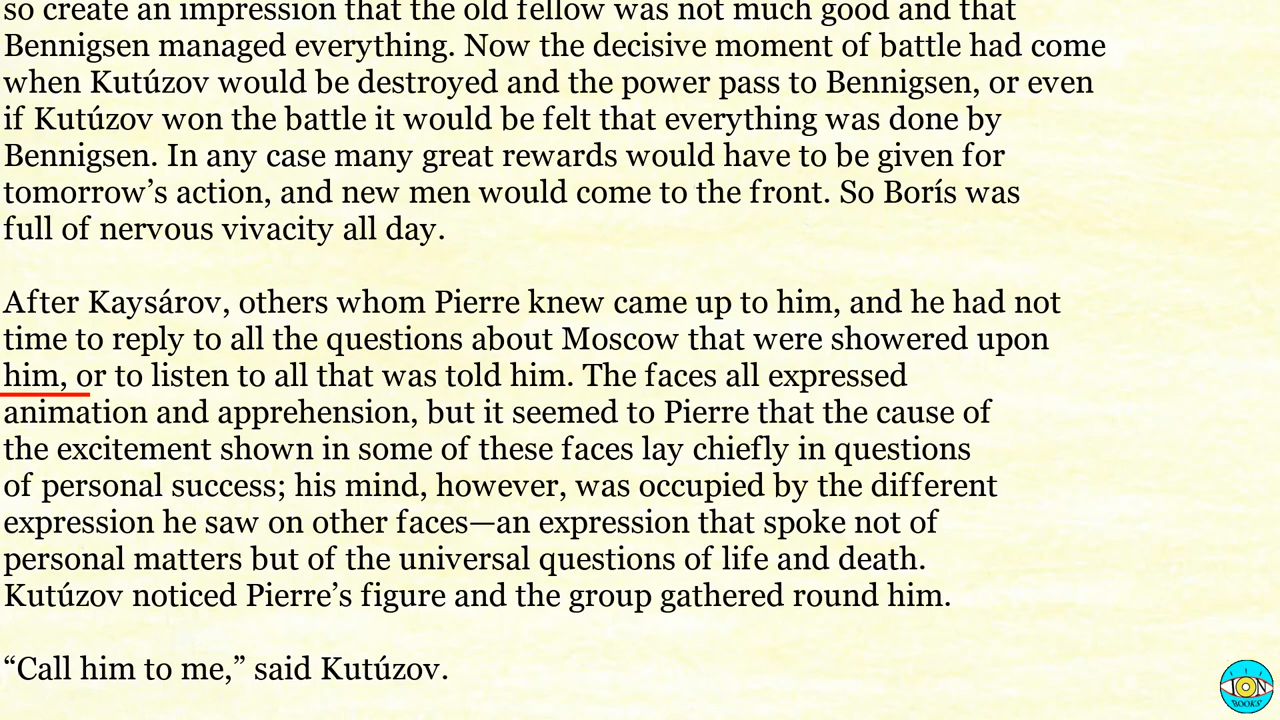 so create an impression that the old fellow was not much good and that
Bennigsen managed everything. Now the decisive moment of battle had come
when Kutúzov would be destroyed and the power pass to Bennigsen, or even
if Kutúzov won the battle it would be felt that everything was done by
Bennigsen. In any case many great rewards would have to be given for
tomorrow’s action, and new men would come to the front. So Borís was
full of nervous vivacity all day.
After Kaysárov, others whom Pierre knew came up to him, and he had not
time to reply to all the questions about Moscow that were showered upon
him, or to listen to all that was told him. The faces all expressed
animation and apprehension, but it seemed to Pierre that the cause of
the excitement shown in some of these faces lay chiefly in questions
of personal success; his mind, however, was occupied by the different
expression he saw on other faces—an expression that spoke not of
personal matters but of the universal questions of life and death.
Kutúzov noticed Pierre’s figure and the group gathered round him.
“Call him to me,” said Kutúzov.
ION
BOOKS